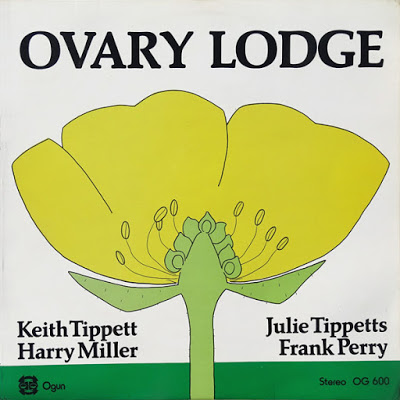 OVARY LODGE
Keith Tippett
Harry Miller
Julie Tippetts
Frank Perry
Ogun
Stereo OG 600